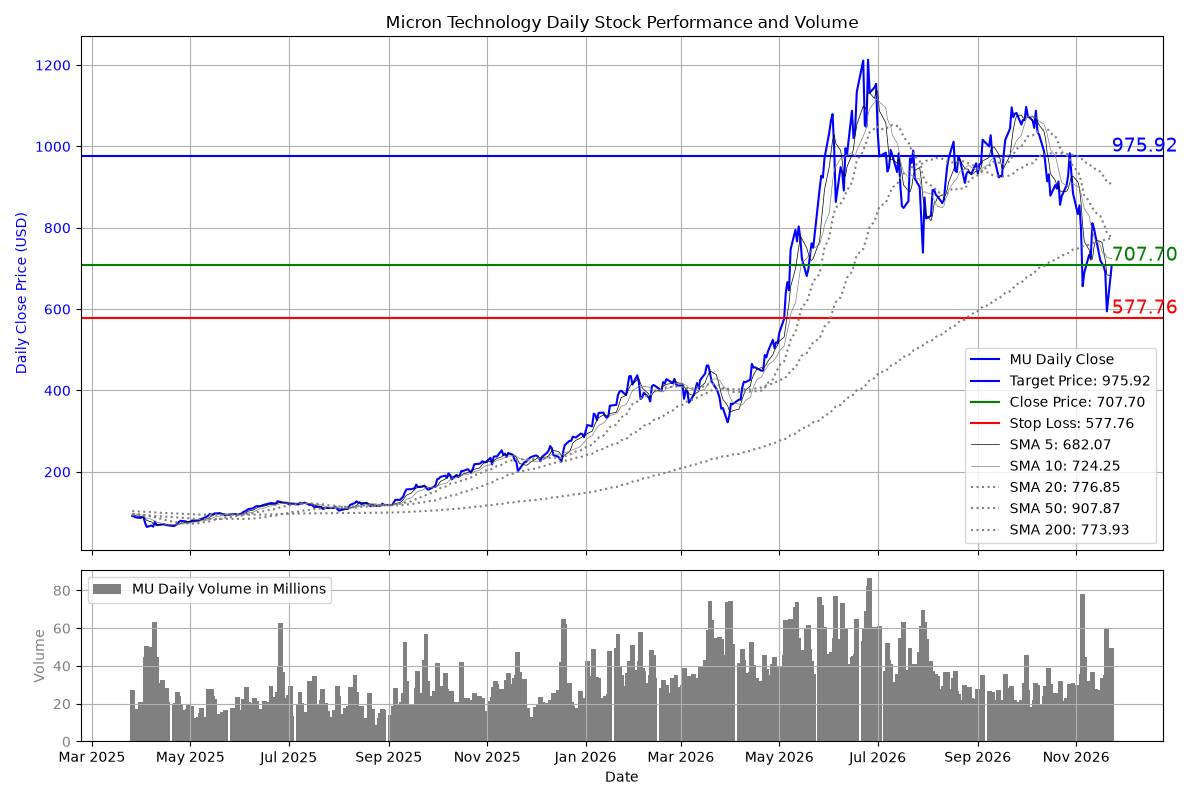 Micron Technology Daily Stock Performance and Volume
Daily Close Price (USD)
1200
1000
800
600
400
200
975.92
707.70
577.76
MU Daily Close
Target Price: 975.92
Close Price: 707.70
Stop Loss: 577.76
SMA 5: 682.07
SMA 10: 724.25
SMA 20: 776.85
SMA 50: 907.87
SMA 200: 773.93
MU Daily Volume in Millions
Volume
80
60
40
20
0
Mar 2025 May 2025 Jul 2025 Sep 2025 Nov 2025 Jan 2026 Mar 2026 May 2026 Jul 2026 Sep 2026 Nov 2026
Date